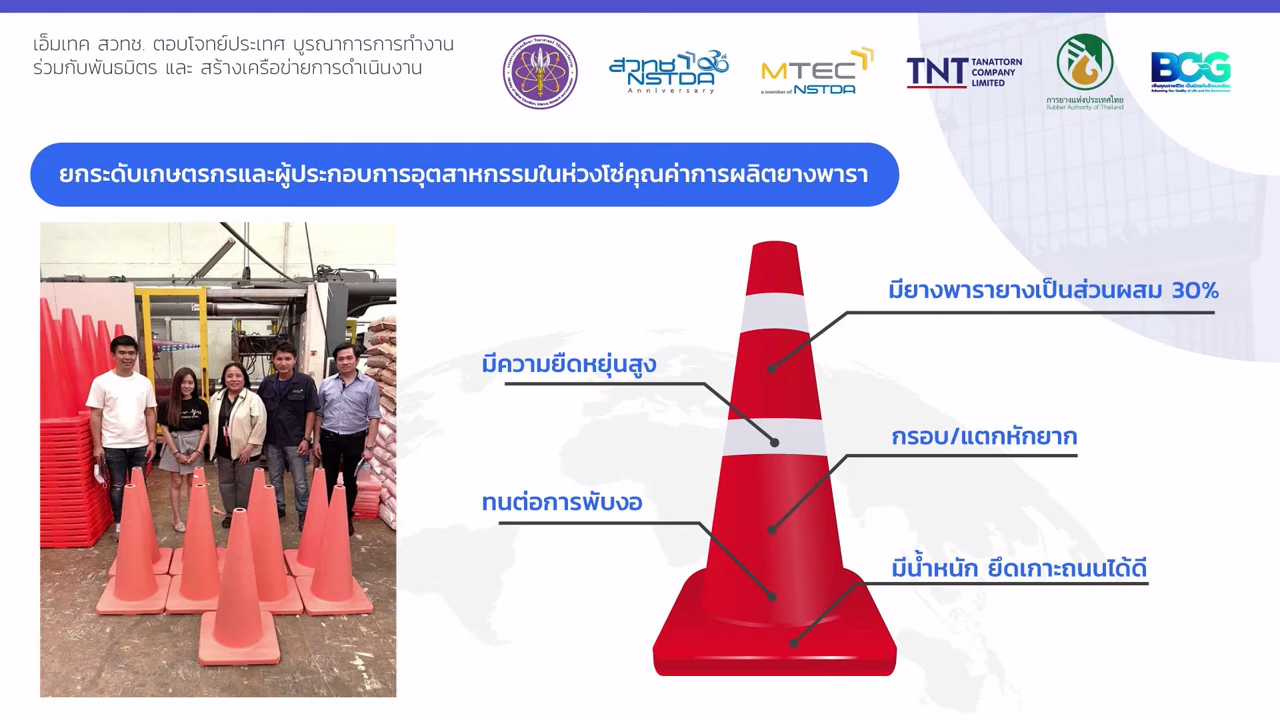 เอ็มเทค สวทช. ตอบโจทย์ประเทศ บูรณาการการทำงาน
ร่วมกับพันธมิตร และ สร้างเครือข่ายการดำเนินงาน
สวทช
NSTDA
Anniversary
MTEC
a member of NSTDA
TNT TANATTORN
COMPANY
LIMITED
การยางแห่งประเทศไทย
Rubber Authority of Thailand
BCG
ยกระดับเกษตรกรและผู้ประกอบการอุตสาหกรรมในห่วงโซ่คุณค่าการผลิตยางพารา
มียางพารายางเป็นส่วนผสม 30%
มีความยืดหยุ่นสูง
กรอบ/แตกหักยาก
ทนต่อการพับงอ
มีน้ำหนัก ยึดเกาะถนนได้ดี